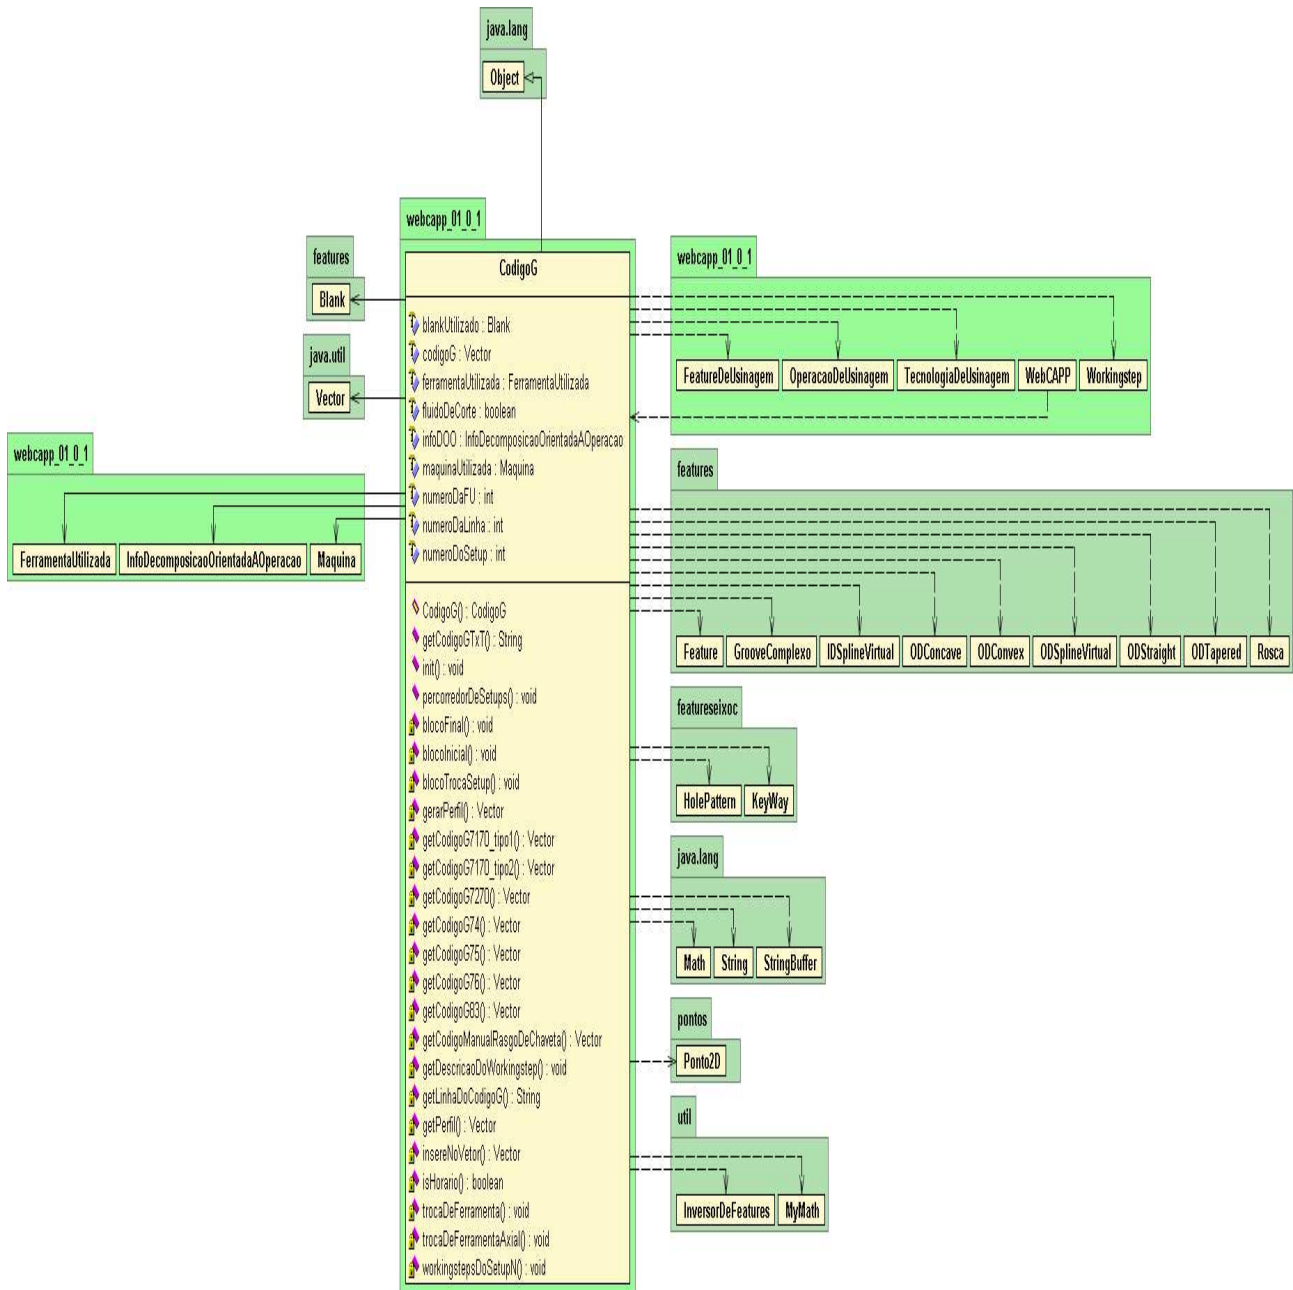 java.lang
Object
webcapp_01_0_1
CodigoG
blankUtilizado : Blank
codigoG : Vector
ferramentaUtilizada : FerramentaUtilizada
fluidoDeCorte : boolean
infoDOO : InfoDecomposicaoOrientadaAOperacao
maquinaUtilizada : Maquina
numeroDaFU : int
numeroDaLinha : int
numeroDoSetup : int
CodigoG() : CodigoG
getCodigoGTxT() : String
init() : void
percorredorDeSetups() : void
blocoFinal() : void
blocoInicial() : void
blocoTrocaSetup() : void
gerarPerfil() : Vector
getCodigoG7170_tipo1() : Vector
getCodigoG7170_tipo2() : Vector
getCodigoG7270() : Vector
getCodigoG74() : Vector
getCodigoG75() : Vector
getCodigoG76() : Vector
getCodigoG83() : Vector
getCodigoManualRasgoDeChaveta() : Vector
getDescricaoDoWorkingstep() : void
getLinhaDoCodigoG() : String
getPerfil() : Vector
insereNoVetor() : Vector
isHorario() : boolean
trocaDeFerramenta() : void
trocaDeFerramentaAxial() : void
workingstepsDoSetupN() : void
features
Blank
java.util
Vector
webcapp_01_0_1
FerramentaUtilizada InfoDecomposicaoOrientadaAOperacao Maquina
webcapp_01_0_1
FeatureDeUsinagem OperacaoDeUsinagem TecnologiaDeUsinagem WebCAPP Workingstep
features
Feature GrooveComplexo IDSplineVirtual ODConcave ODConvex ODSplineVirtual ODStraight ODTapered Rosca
featureseixoc
HolePattern KeyWay
java.lang
Math String StringBuffer
pontos
Ponto2D
util
InversorDeFeatures MyMath